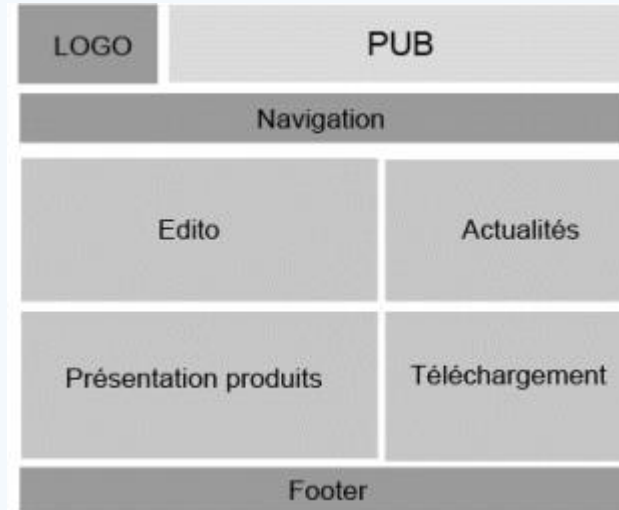 LOGO
PUB
Navigation
Edito
Actualités
Présentation produits
Téléchargement
Footer